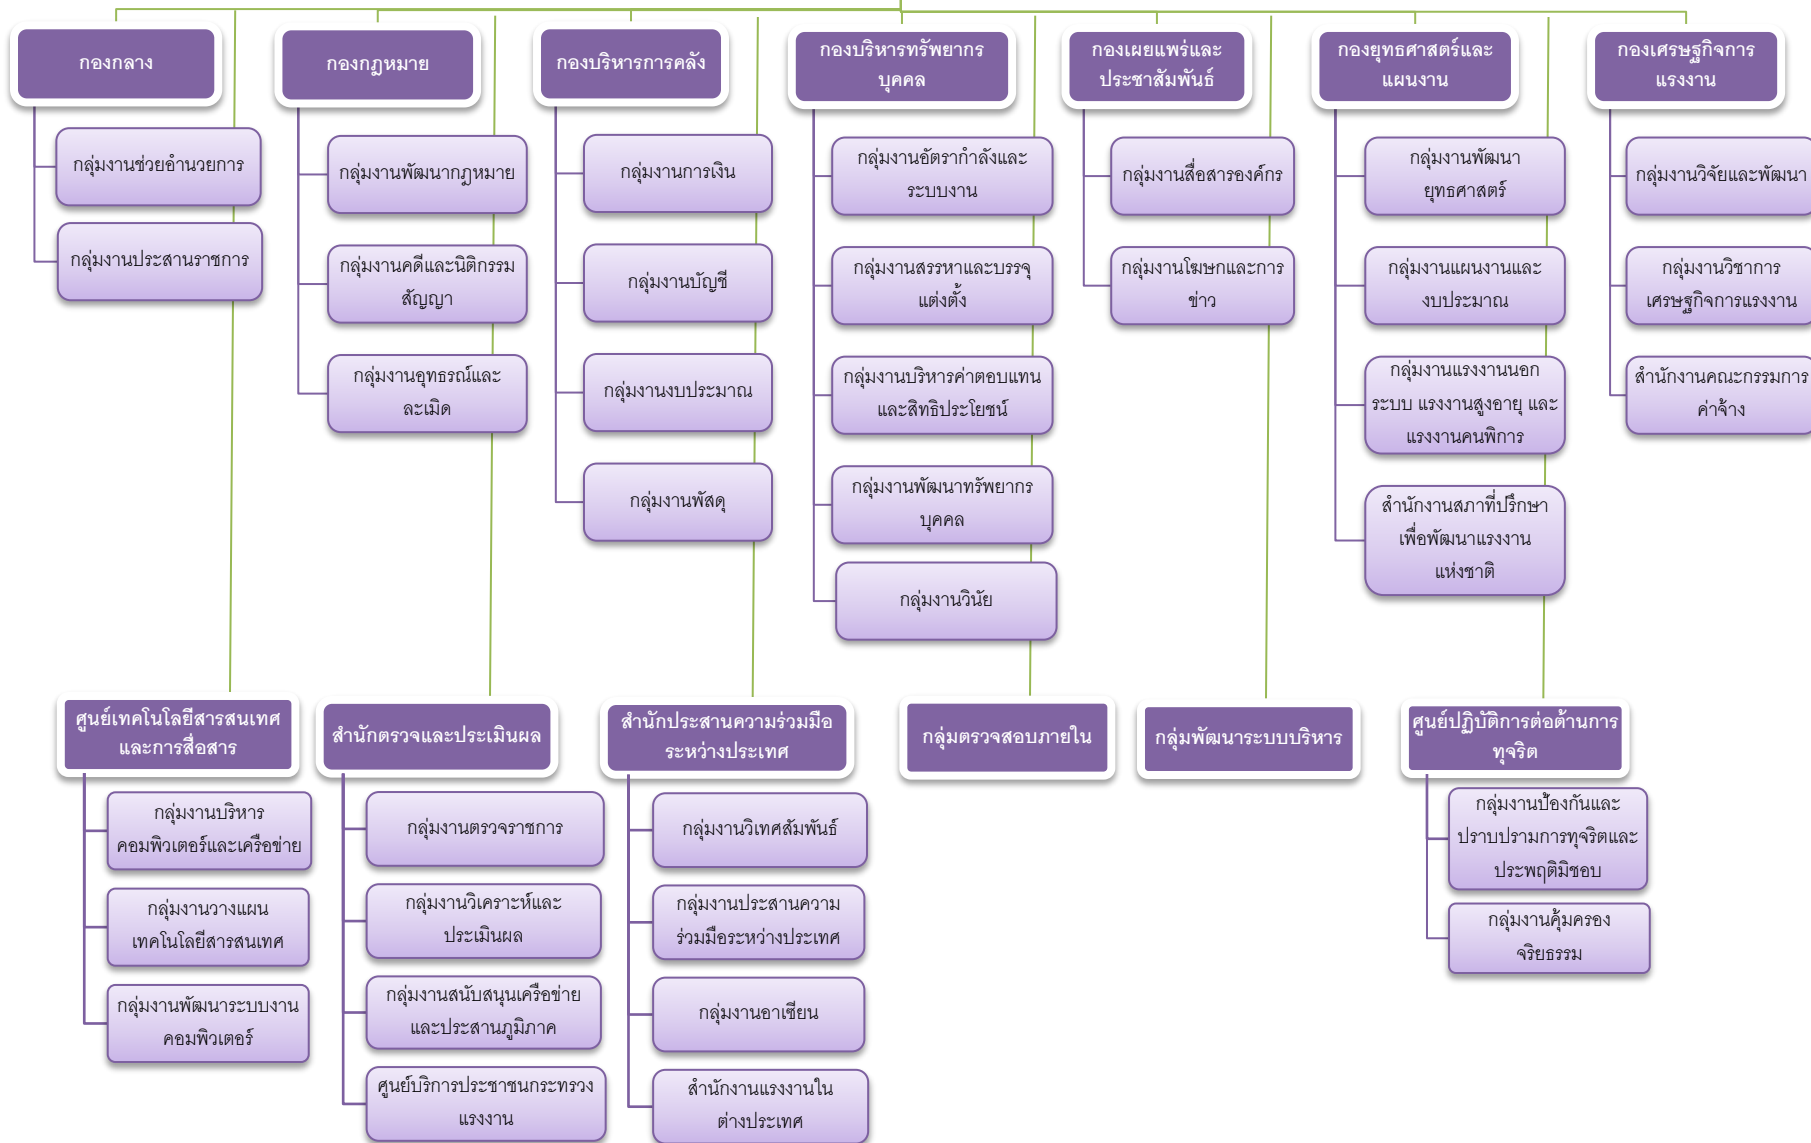 กองกลาง
กลุ่มงานช่วยอำนวยการ
กลุ่มงานประสานราชการ
กองกฎหมาย
กลุ่มงานพัฒนากฎหมาย
กลุ่มงานคดีและนิติกรรม
สัญญา
กลุ่มงานอุทธรณ์และ
ละเมิด
กองบริหารการคลัง
กลุ่มงานการเงิน
กลุ่มงานบัญชี
กลุ่มงานงบประมาณ
กลุ่มงานพัสดุ
กองบริหารทรัพยากร
บุคคล
กลุ่มงานอัตรากำลังและ
ระบบงาน
กลุ่มงานสรรหาและบรรจุ
แต่งตั้ง
กลุ่มงานบริหารค่าตอบแทน
และสิทธิประโยชน์
กลุ่มงานพัฒนาทรัพยากร
บุคคล
กลุ่มงานวินัย
กองเผยแพร่และ
ประชาสัมพันธ์
กลุ่มงานสื่อสารองค์กร
กลุ่มงานโฆษกและการ
ข่าว
กองยุทธศาสตร์และ
แผนงาน
กลุ่มงานพัฒนา
ยุทธศาสตร์
กลุ่มงานแผนงานและ
งบประมาณ
กลุ่มงานแรงงานนอก
ระบบ แรงงานสูงอายุ และ
แรงงานคนพิการ
สำนักงานสภาที่ปรึกษา
เพื่อพัฒนาแรงงาน
แห่งชาติ
กองเศรษฐกิจการ
แรงงาน
กลุ่มงานวิจัยและพัฒนา
กลุ่มงานวิชาการ
เศรษฐกิจการแรงงาน
สำนักงานคณะกรรมการ
ค่าจ้าง
ศูนย์เทคโนโลยีสารสนเทศ
และการสื่อสาร
กลุ่มงานบริหาร
คอมพิวเตอร์และเครือข่าย
กลุ่มงานวางแผน
เทคโนโลยีสารสนเทศ
กลุ่มงานพัฒนาระบบงาน
คอมพิวเตอร์
สำนักตรวจและประเมินผล
กลุ่มงานตรวจราชการ
กลุ่มงานวิเคราะห์และ
ประเมินผล
กลุ่มงานสนับสนุนเครือข่าย
และประสานภูมิภาค
ศูนย์บริการประชาชนกระทรวง
แรงงาน
สำนักประสานความร่วมมือ
ระหว่างประเทศ
กลุ่มงานวิเทศสัมพันธ์
กลุ่มงานประสานความ
ร่วมมือระหว่างประเทศ
กลุ่มงานอาเซียน
สำนักงานแรงงานใน
ต่างประเทศ
กลุ่มตรวจสอบภายใน
กลุ่มพัฒนาระบบบริหาร
ศูนย์ปฏิบัติการต่อต้านการ
ทุจริต
กลุ่มงานป้องกันและ
ปราบปรามการทุจริตและ
ประพฤติมิชอบ
กลุ่มงานคุ้มครอง
จริยธรรม